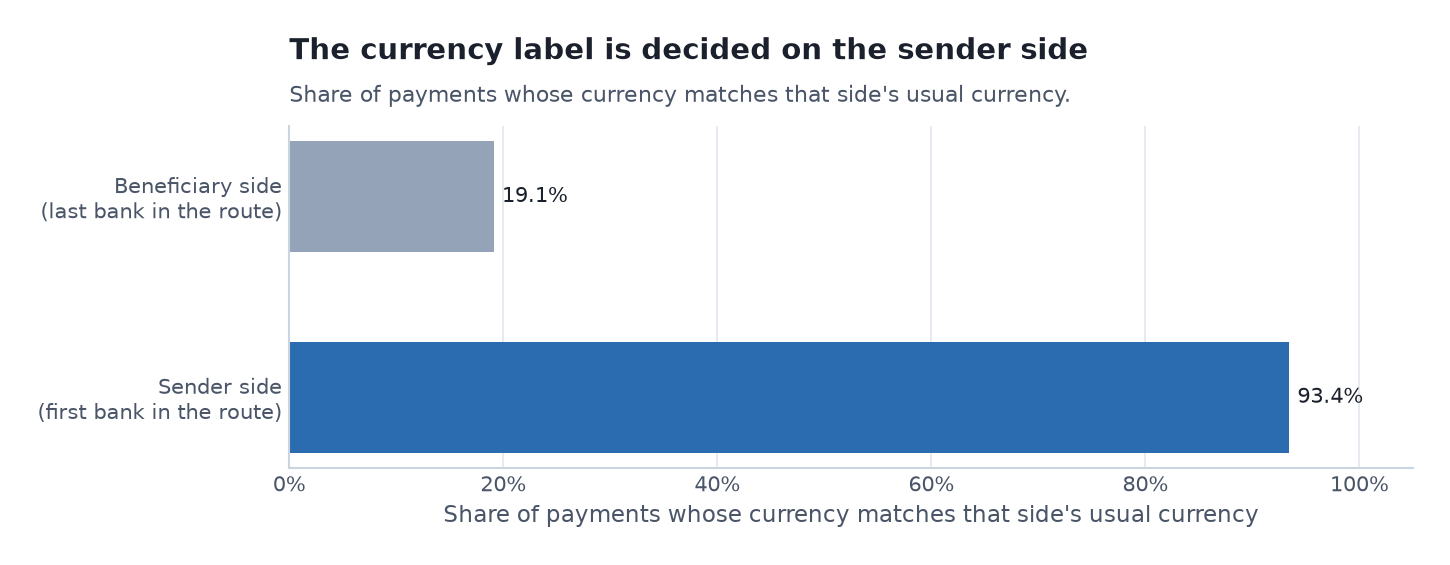 The currency label is decided on the sender side
Share of payments whose currency matches that side's usual currency.
Beneficiary side
(last bank in the route)
19.1%
Sender side
(first bank in the route)
93.4%
0%
20%
40%
60%
80%
100%
Share of payments whose currency matches that side's usual currency